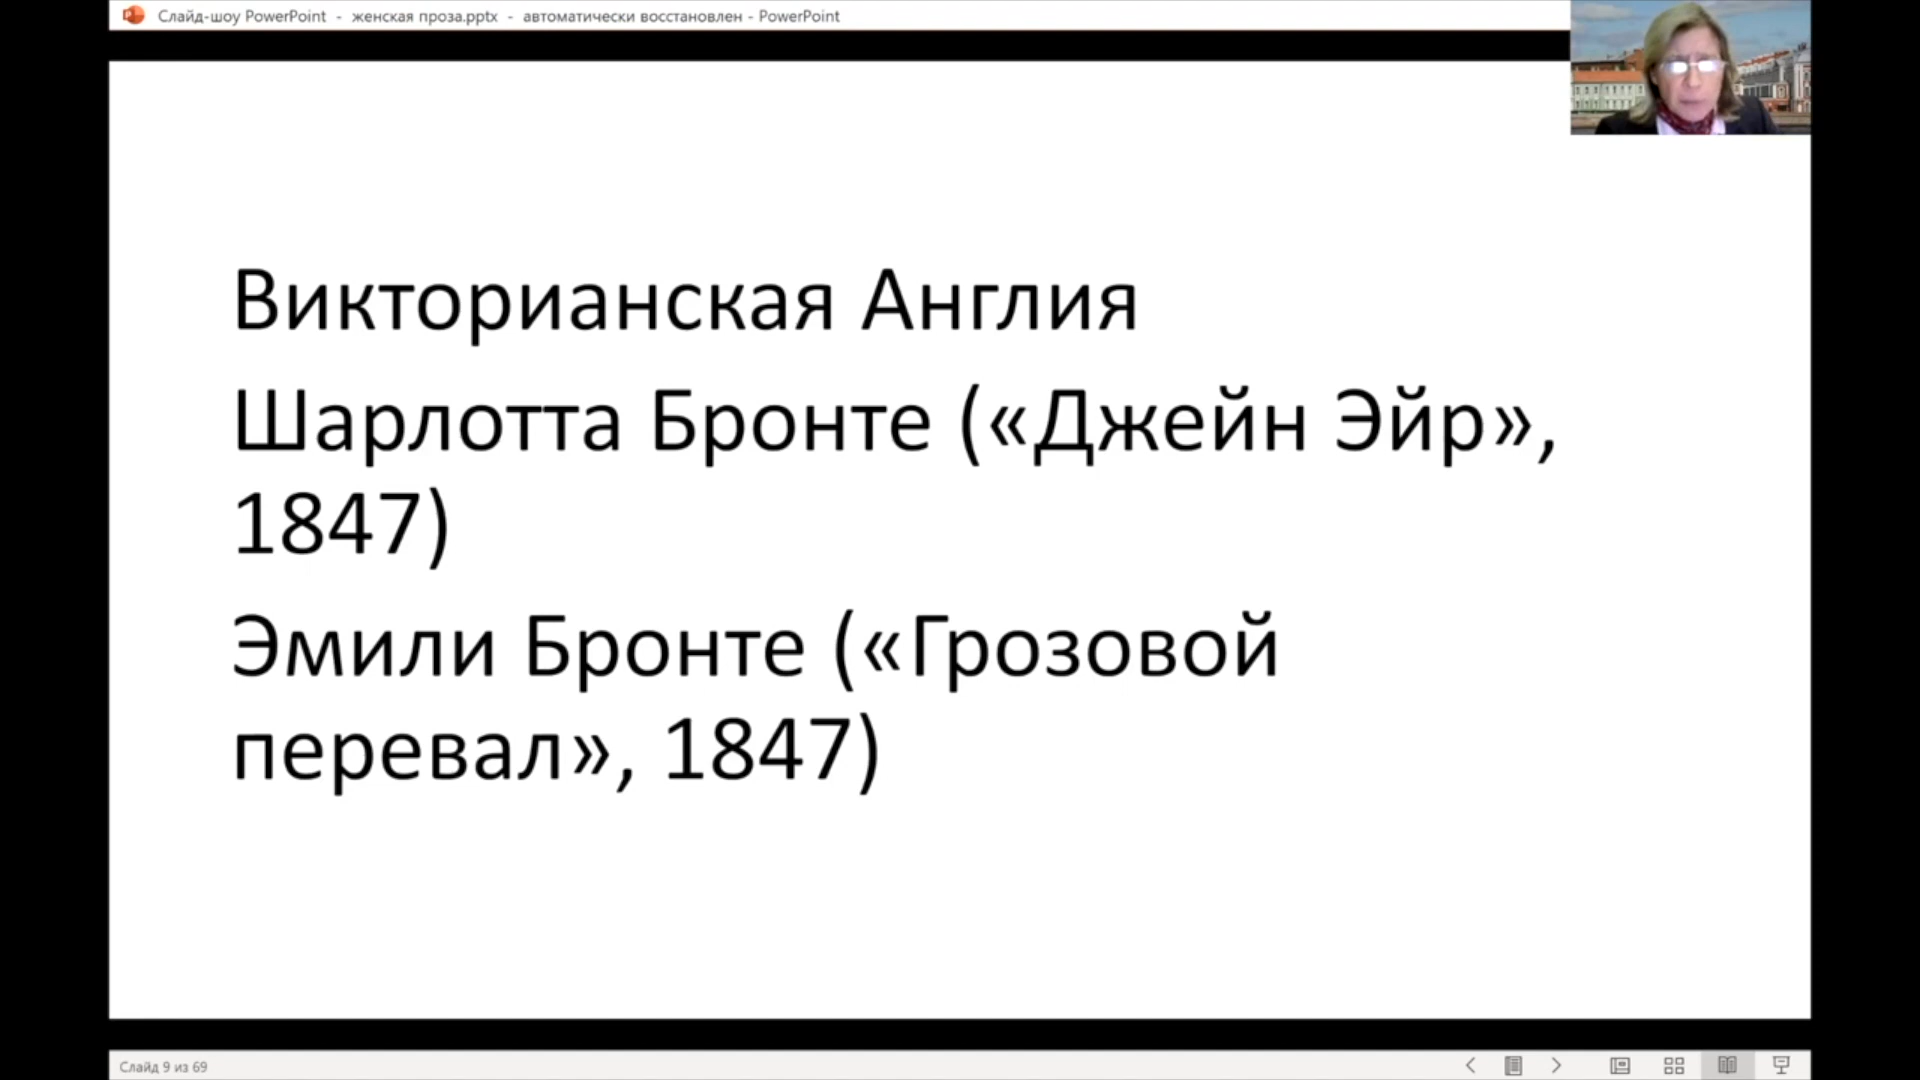 Слайд-шоу PowerPoint - женская проза.pptx - автоматически восстановлен - PowerPoint
Викторианская Англия
Шарлотта Бронте («Джейн Эйр»,
1847)
Эмили Бронте («Грозовой
перевал», 1847)
Слайд 9 из 69